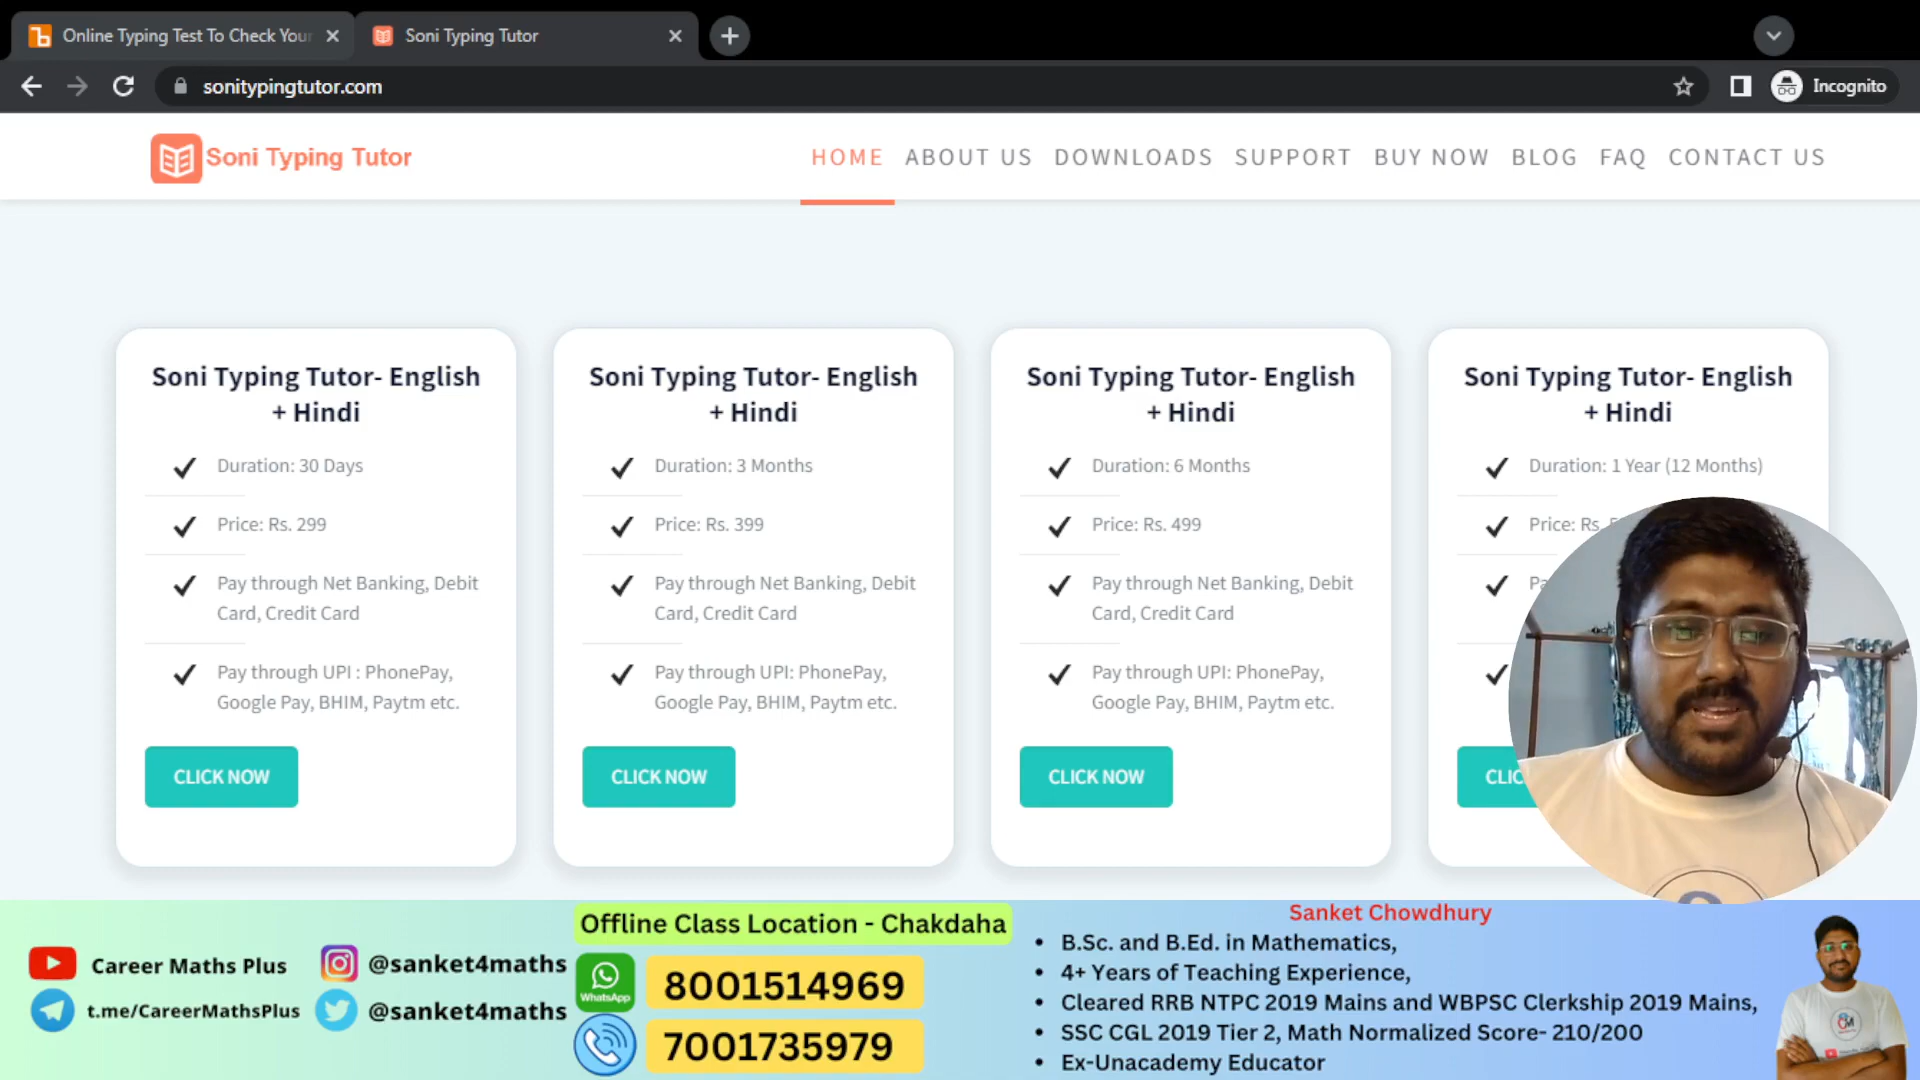 Online Typing Test To Check Your
Soni Typing Tutor
sonitypingtutor.com
Incognito
Soni Typing Tutor
HOME ABOUT US DOWNLOADS SUPPORT BUY NOW BLOG FAQ CONTACT US
Soni Typing Tutor- English
+ Hindi
Duration: 30 Days
Price: Rs. 299
Pay through Net Banking, Debit
Card, Credit Card
Pay through UPI : PhonePay,
Google Pay, BHIM, Paytm etc.
CLICK NOW
Soni Typing Tutor- English
+ Hindi
Duration: 3 Months
Price: Rs. 399
Pay through Net Banking, Debit
Card, Credit Card
Pay through UPI: PhonePay,
Google Pay, BHIM, Paytm etc.
CLICK NOW
Soni Typing Tutor- English
+ Hindi
Duration: 6 Months
Price: Rs. 499
Pay through Net Banking, Debit
Card, Credit Card
Pay through UPI: PhonePay,
Google Pay, BHIM, Paytm etc.
CLICK NOW
Soni Typing Tutor- English
+ Hindi
Duration: 1 Year (12 Months)
Price: Rs.
Career Maths Plus
t.me/CareerMathsPlus
@sanket4maths
@sanket4maths
Offline Class Location - Chakdaha
WhatsApp
8001514969
7001735979
Sanket Chowdhury
• B.Sc. and B.Ed. in Mathematics,
• 4+ Years of Teaching Experience,
• Cleared RRB NTPC 2019 Mains and WBPSC Clerkship 2019 Mains,
• SSC CGL 2019 Tier 2, Math Normalized Score- 210/200
• Ex-Unacademy Educator